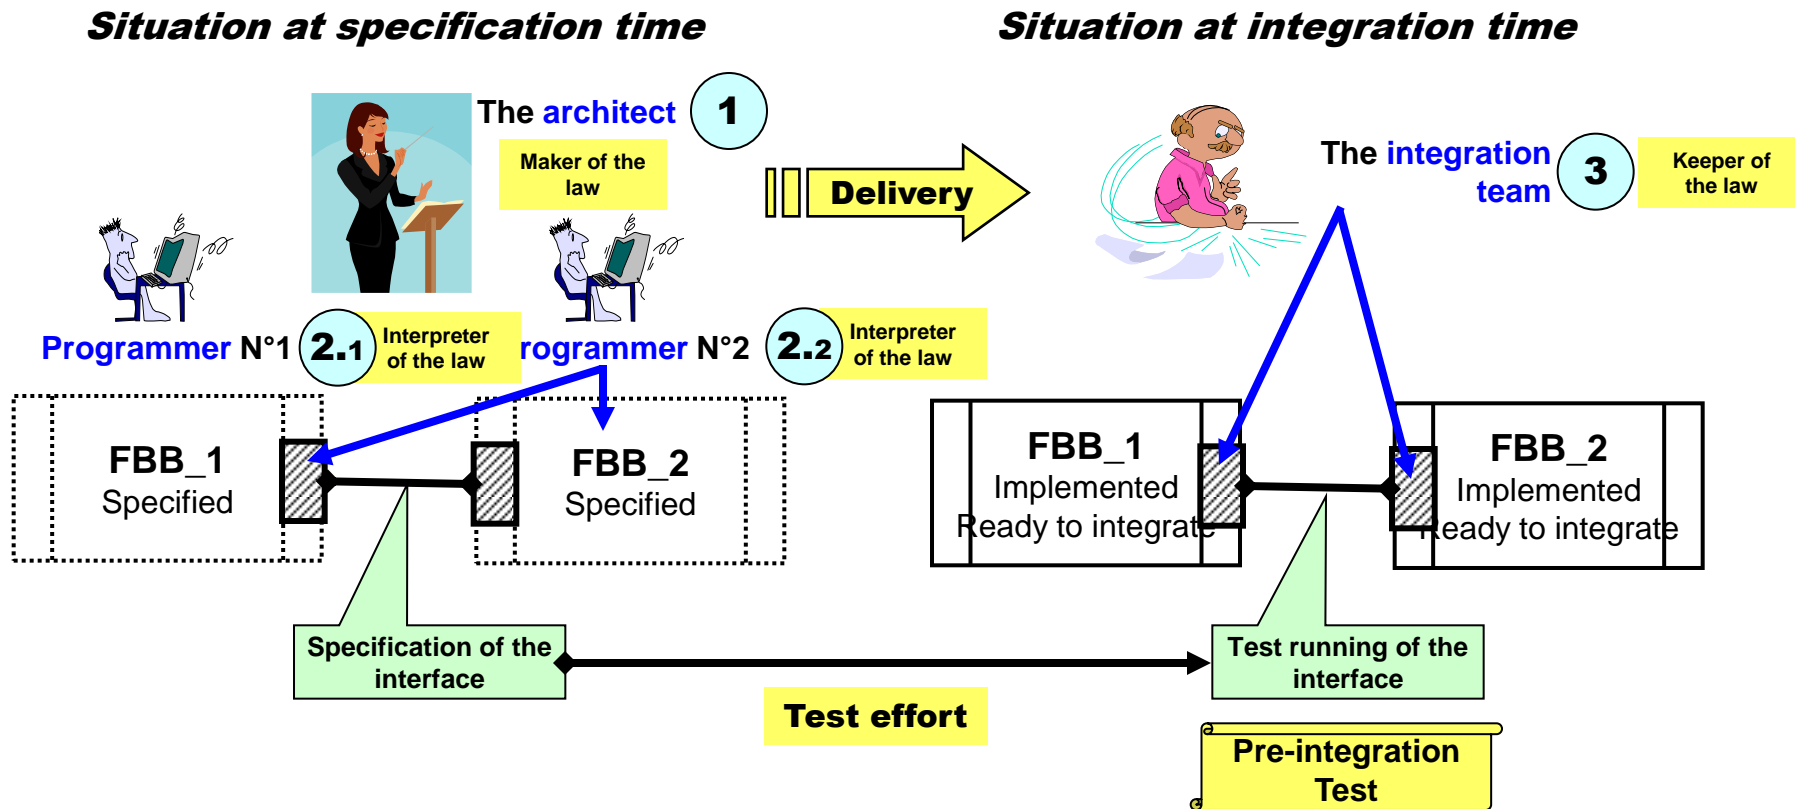 Situation at specification time
Situation at integration time
The architect
1
Maker of the
law
Delivery
The integration
team
3
Keeper of
the law
Programmer N°1
2.1
Interpreter
of the law
rogrammer N°2
2.2
Interpreter
of the law
FBB_1
Specified
FBB_2
Specified
FBB_1
Implemented
Ready to integrate
FBB_2
Implemented
Ready to integrate
Specification of the
interface
Test running of the
interface
Test effort
Pre-integration
Test